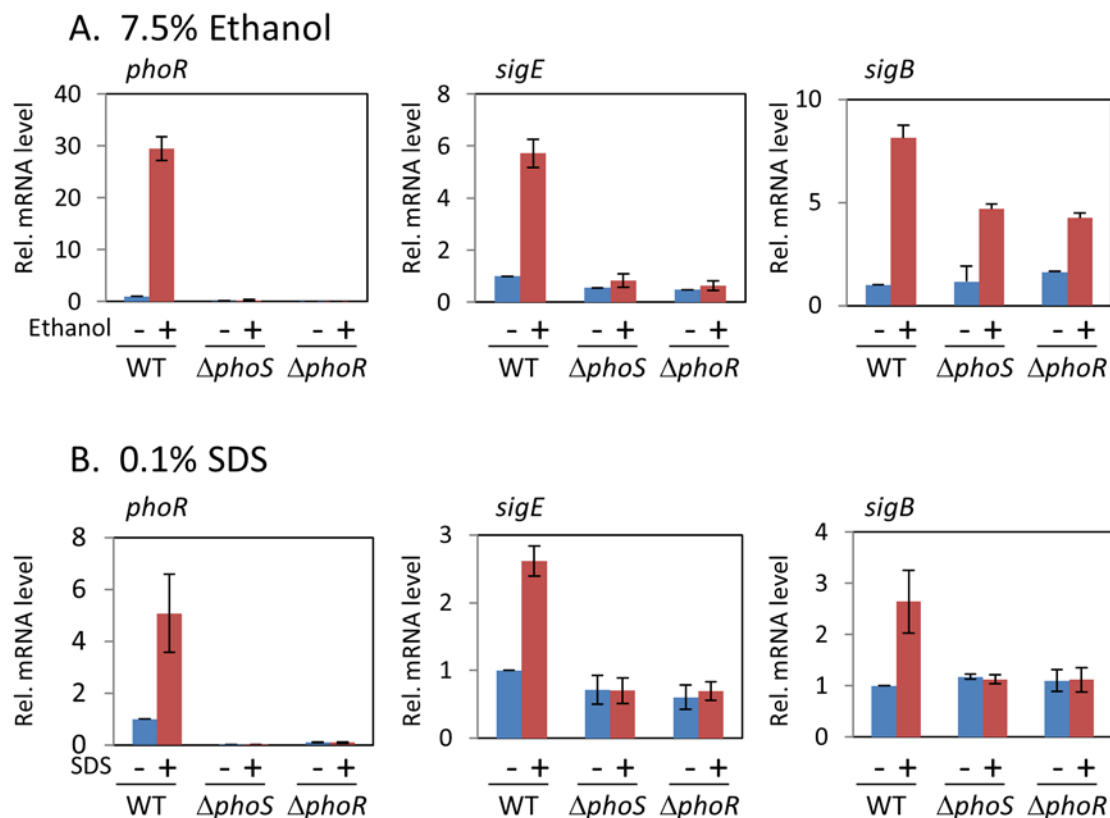 A. 7.5% Ethanol
phoR
sigE
sigB
Rel. mRNA level
40
30
20
10
0
Rel. mRNA level
8
6
4
2
0
Rel. mRNA level
10
5
0
Ethanol - + - + - +
WT ΔphoS ΔphoR
- + - + - +
WT ΔphoS ΔphoR
- + - + - +
WT ΔphoS ΔphoR
B. 0.1% SDS
phoR
sigE
sigB
Rel. mRNA level
8
6
4
2
0
Rel. mRNA level
3
2
1
0
Rel. mRNA level
4
3
2
1
0
SDS - + - + - +
WT ΔphoS ΔphoR
- + - + - +
WT ΔphoS ΔphoR
- + - + - +
WT ΔphoS ΔphoR